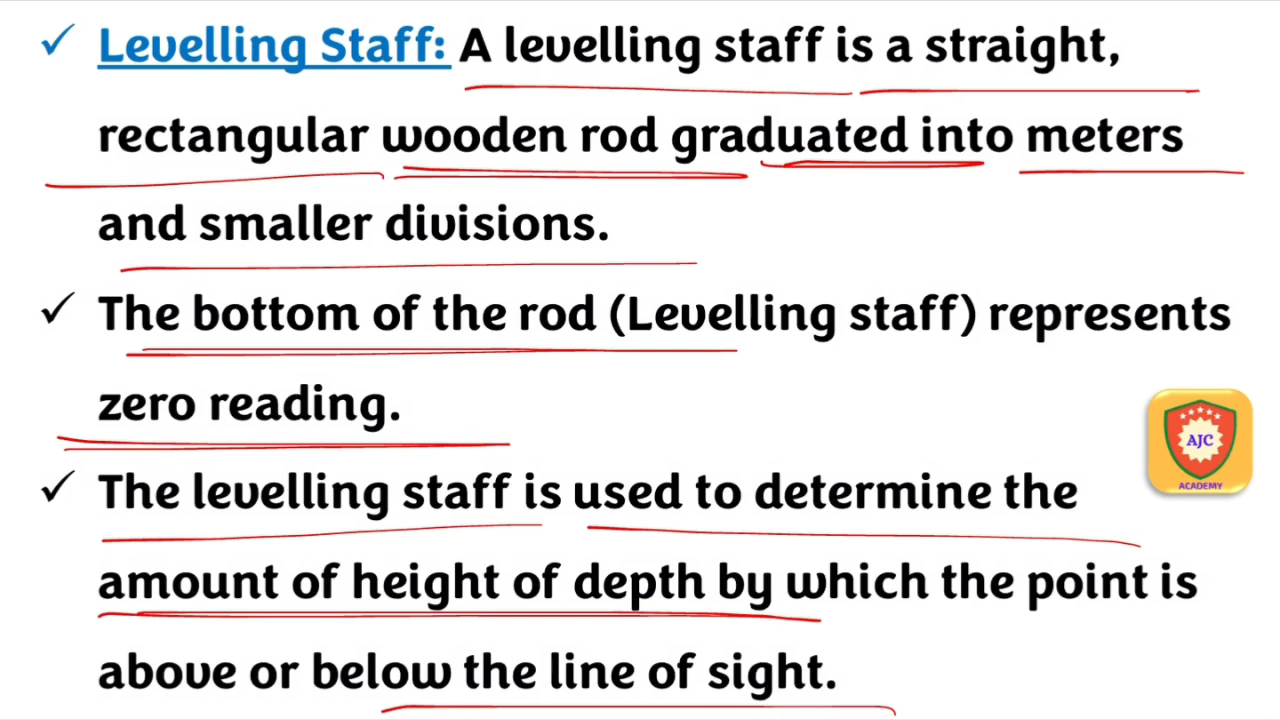 ✓ Levelling Staff: A levelling staff is a straight,
rectangular wooden rod graduated into meters
and smaller divisions.
✓ The bottom of the rod (Levelling staff) represents
zero reading.
AJC
ACADEMY
✓ The levelling staff is used to determine the
amount of height of depth by which the point is
above or below the line of sight.